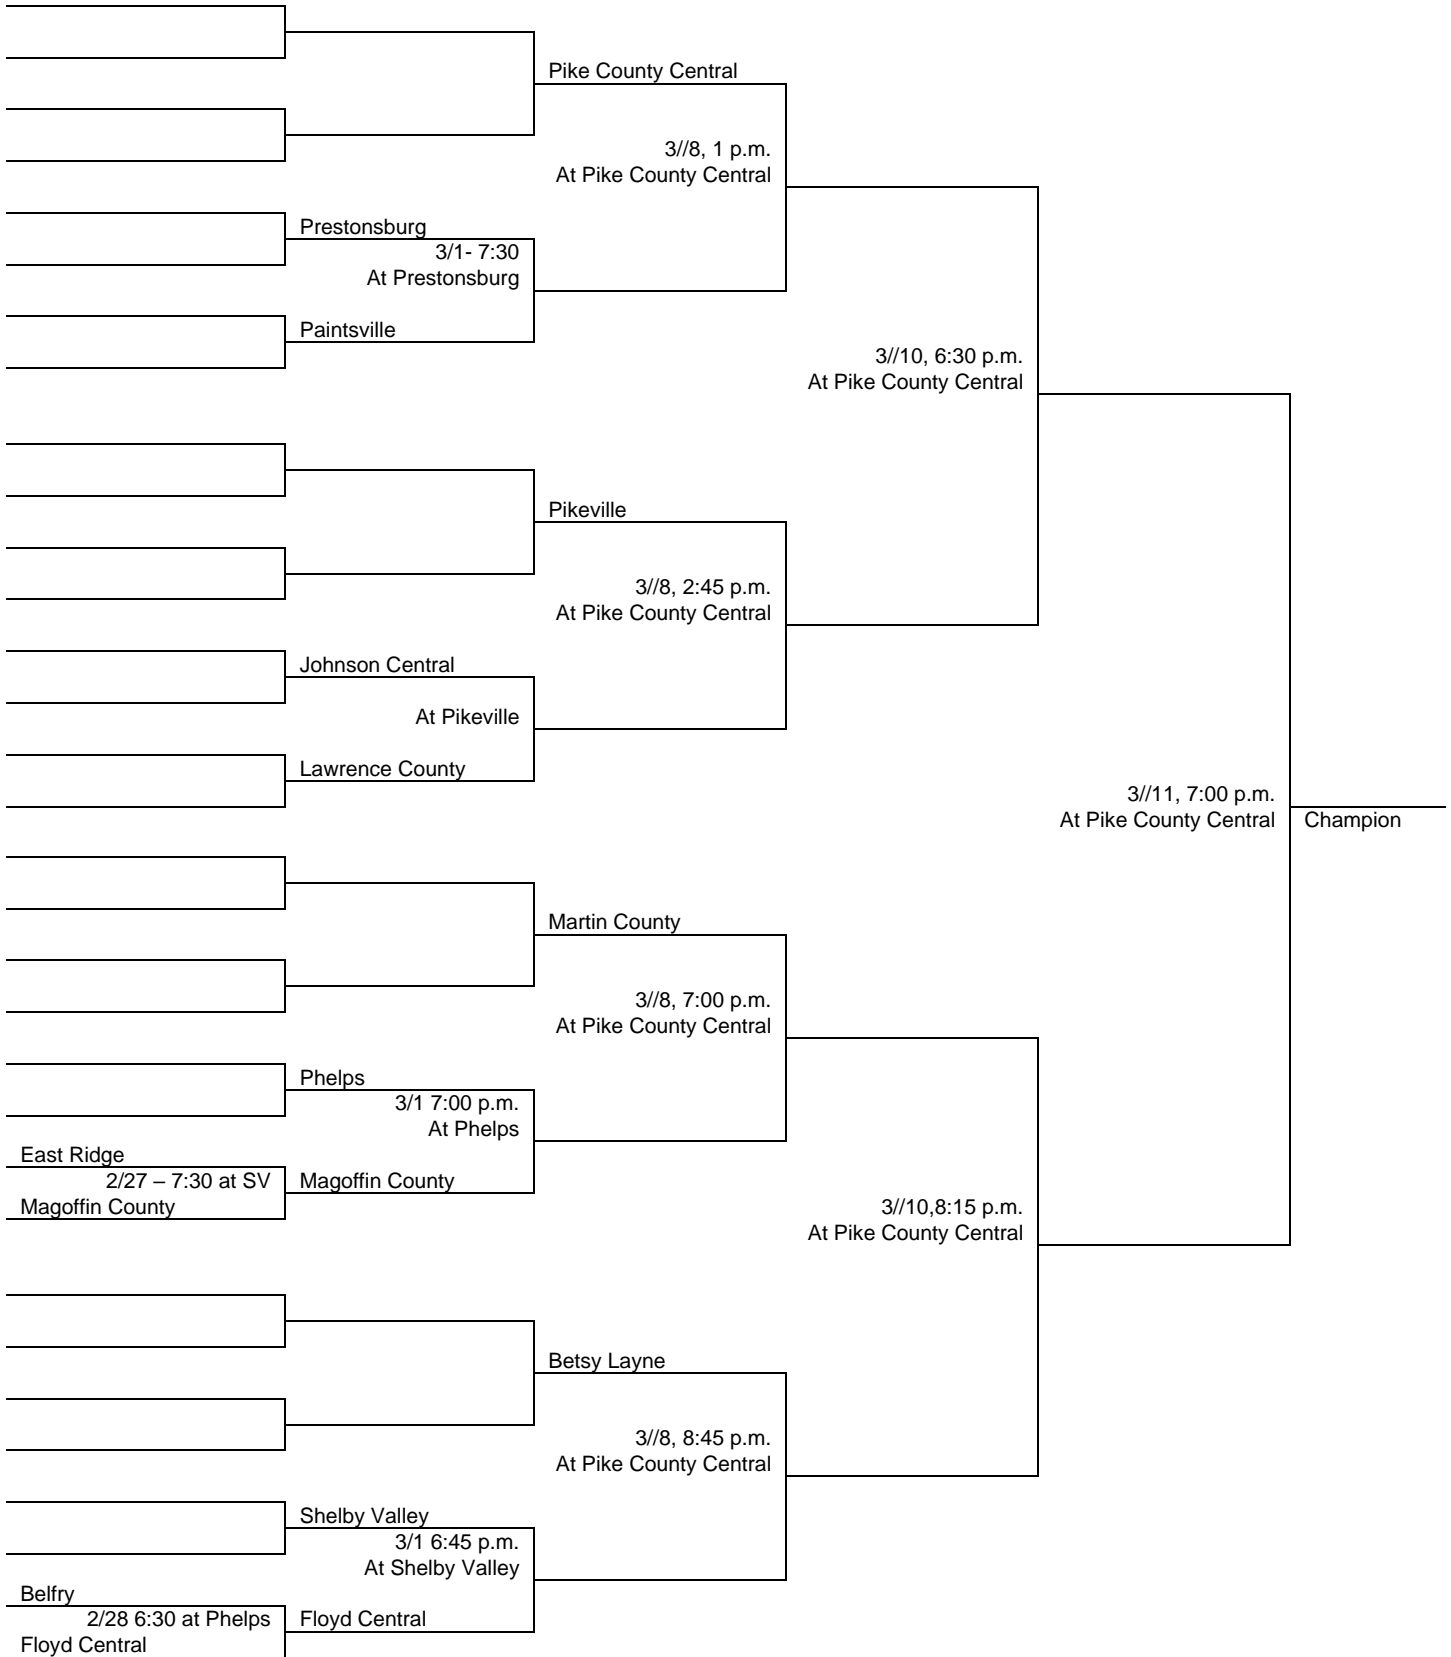 Pike County Central
3//8, 1 p.m.
At Pike County Central
Prestonsburg
3/1- 7:30
At Prestonsburg
Paintsville
3//10, 6:30 p.m.
At Pike County Central
Pikeville
3//8, 2:45 p.m.
At Pike County Central
Johnson Central
At Pikeville
Lawrence County
3//11, 7:00 p.m.
At Pike County Central
Champion
Martin County
3//8, 7:00 p.m.
At Pike County Central
Phelps
3/1 7:00 p.m.
At Phelps
East Ridge
2/27 – 7:30 at SV
Magoffin County
Magoffin County
3//10,8:15 p.m.
At Pike County Central
Betsy Layne
3//8, 8:45 p.m.
At Pike County Central
Shelby Valley
3/1 6:45 p.m.
At Shelby Valley
Belfry
2/28 6:30 at Phelps
Floyd Central
Floyd Central